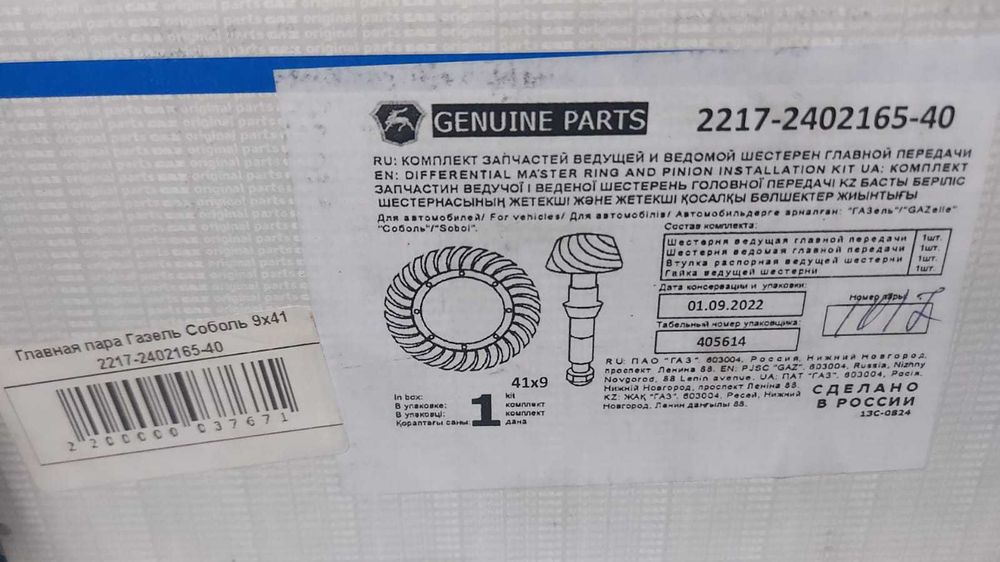 GENUINE PARTS
2217-2402165-40
RU: КОМПЛЕКТ ЗАПЧАСТЕЙ ВЕДУЩЕЙ И ВЕДОМОЙ ШЕСТЕРЕН ГЛАВНОЙ ПЕРЕДАЧИ
EN: DIFFERENTIAL MASTER RING AND PINION INSTALLATION KIT UA: КОМПЛЕКТ
ЗАПЧАСТИН ВЕДУЧОЇ І ВЕДЕНОЇ ШЕСТЕРЕНЬ ГОЛОВНОЇ ПЕРЕДАЧІ KZ БАСТЫ БЕРІЛІС
ШЕСТЕРНАСЫНЫҢ ЖЕТЕКШІ ЖӘНЕ ЖЕТЕКШІ ҚОСАЛҚЫ БӨЛШЕКТЕР ЖИЫНТЫҒЫ
Для автомобилей/ For vehicles/ Для автомобілів/ Автомобильдерге арналган: "ГАЗель"/"GAZelle"
"Соболь"/"Sobol".
Состав комплекта:
Шестерня ведущая главной передачи 1шт.
Шестерня ведомая главной передачи 1шт.
Втулка распорная ведущей шестерни 1шт.
Гайка ведущей шестерни 1шт.
Дата консервации и упаковки:
01.09.2022
Номер пары
Табельный номер упаковщика
405614
41x9
In box:
В упаковке:
В упаковці:
Қораптағы саны:
1
kit
комплект
комплект
дана
RU: ПАО "ГАЗ". 603004, Россия, Нижний Новгород,
проспект Ленина 88. EN: PJSC "GAZ", 603004, Russia, Nizhny
Novgorod, 88 Lenin avenue. UA: ПАТ "ГАЗ". 603004, Росія,
Нижній Новгород, проспект Леніна 88.
KZ: ЖАҚ "ГАЗ". 603004, Ресей, Нижний
Новгород, Ленин даңғылы 88.
СДЕЛАНО
В РОССИИ
13С-0824
Главная пара Газель Соболь 9x41
2217-2402165-40
2 200000 037671